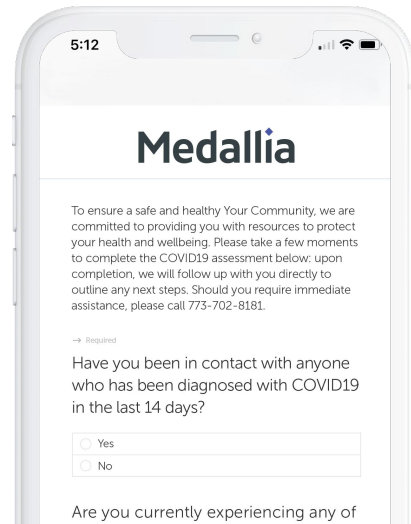 5:12
Medallia
To ensure a safe and healthy Your Community, we are
committed to providing you with resources to protect
your health and wellbeing. Please take a few moments
to complete the COVID19 assessment below: upon
completion, we will follow up with you directly to
outline any next steps. Should you require immediate
assistance, please call 773-702-8181.
→ Required
Have you been in contact with anyone
who has been diagnosed with COVID19
in the last 14 days?
Yes
No
Are you currently experiencing any of